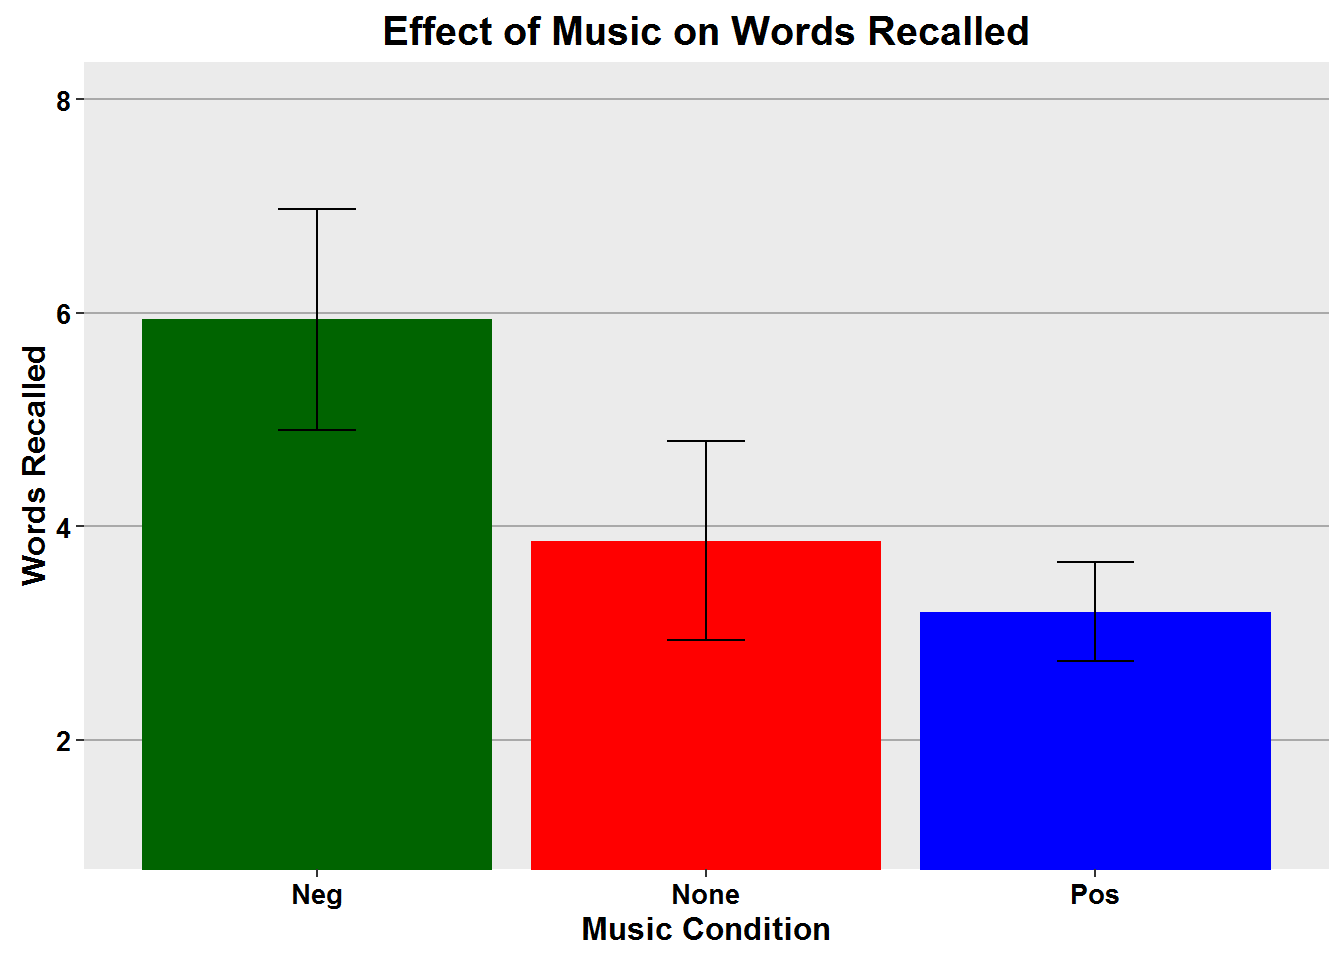 Effect of Music on Words Recalled
8
6
4
2
Words Recalled
Neg None Pos
Music Condition